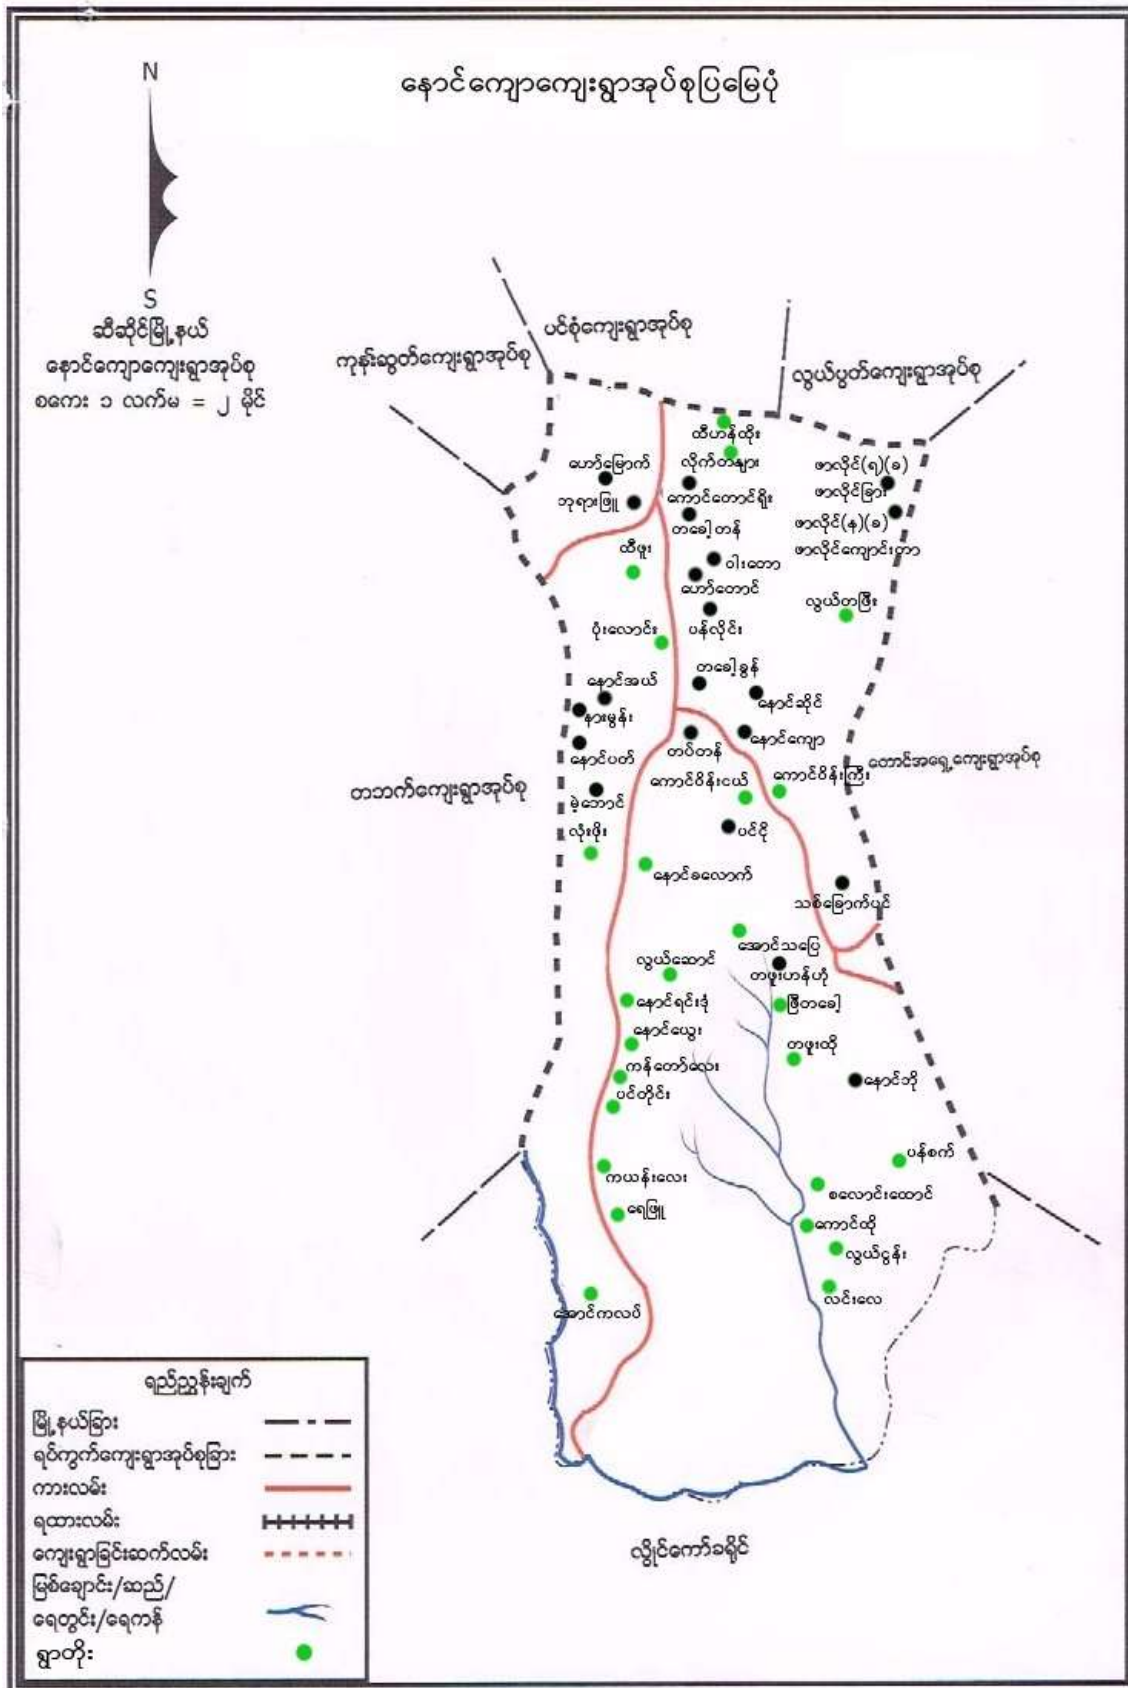 နောင်ကျောကျေးရွာအုပ်စုပြမြေပုံ
N
S
ဆီဆိုင်မြို့နယ်
နောင်ကျောကျေးရွာအုပ်စု
စကေး ၁ လက်မ = ၂ မိုင်
ပင်စုံကျေးရွာအုပ်စု
ကုန်းဆွတ်ကျေးရွာအုပ်စု
လွယ်ပွတ်ကျေးရွာအုပ်စု
ထီဟန်ထိုး
ဟော်မြောက်
လိုက်တနျား
ဖာလိုင်(ရ)(ခ)
ဖာလိုင်ခြား
ဘုရားဖြူ
ကောင်တောင်ရိုး
ဖာလိုင်(န)(ခ)
ဖာလိုင်ကျောင်းတာ
တခေါ့တန်
ထီဖူး
ဝါးတော
ဟော်တောင်
လွယ်တဖြီး
ပုံးလောင်း
ပန်လိုင်း
တခေါ့ခွန်
နောင်အယ်
နောင်ဆိုင်
နားမွန်း
တပ်တန်
နောင်ကျော
နောင်ပတ်
ကောင်ဝိန်းငယ်
ကောင်ဝိန်းကြီး
တောင်အရှေ့ကျေးရွာအုပ်စု
တဘက်ကျေးရွာအုပ်စု
မဲ့ဘောင်
လုံးဖိုး
ပင်ငို
နောင်ခလောက်
သစ်ခြောက်ပင်
အောင်သပြေ
လွယ်ဆောင်
တဖူးဟန်ဟုံ
နောင်ရင်းဒုံ
ဖြီတခေါ့
နောင်ယွေး
တဖူးထို
ကန်တော်လေး
နောင်ဘို
ပင်တိုင်း
ပန်စက်
ကယန်းလေး
စလောင်းထောင်
ရေဖြူ
ကောင်ထို
လွယ်ငွန်း
လင်းလေ
အောင်ကလပ်
ရည်ညွှန်းချက်
မြို့နယ်ခြား
ရပ်ကွက်ကျေးရွာအုပ်စုခြား
ကားလမ်း
ရထားလမ်း
ကျေးရွာခြင်းဆက်လမ်း
မြစ်ချောင်း/ဆည်/
ရေတွင်း/ရေကန်
ရွာတိုး
လွိုင်ကော်ခရိုင်